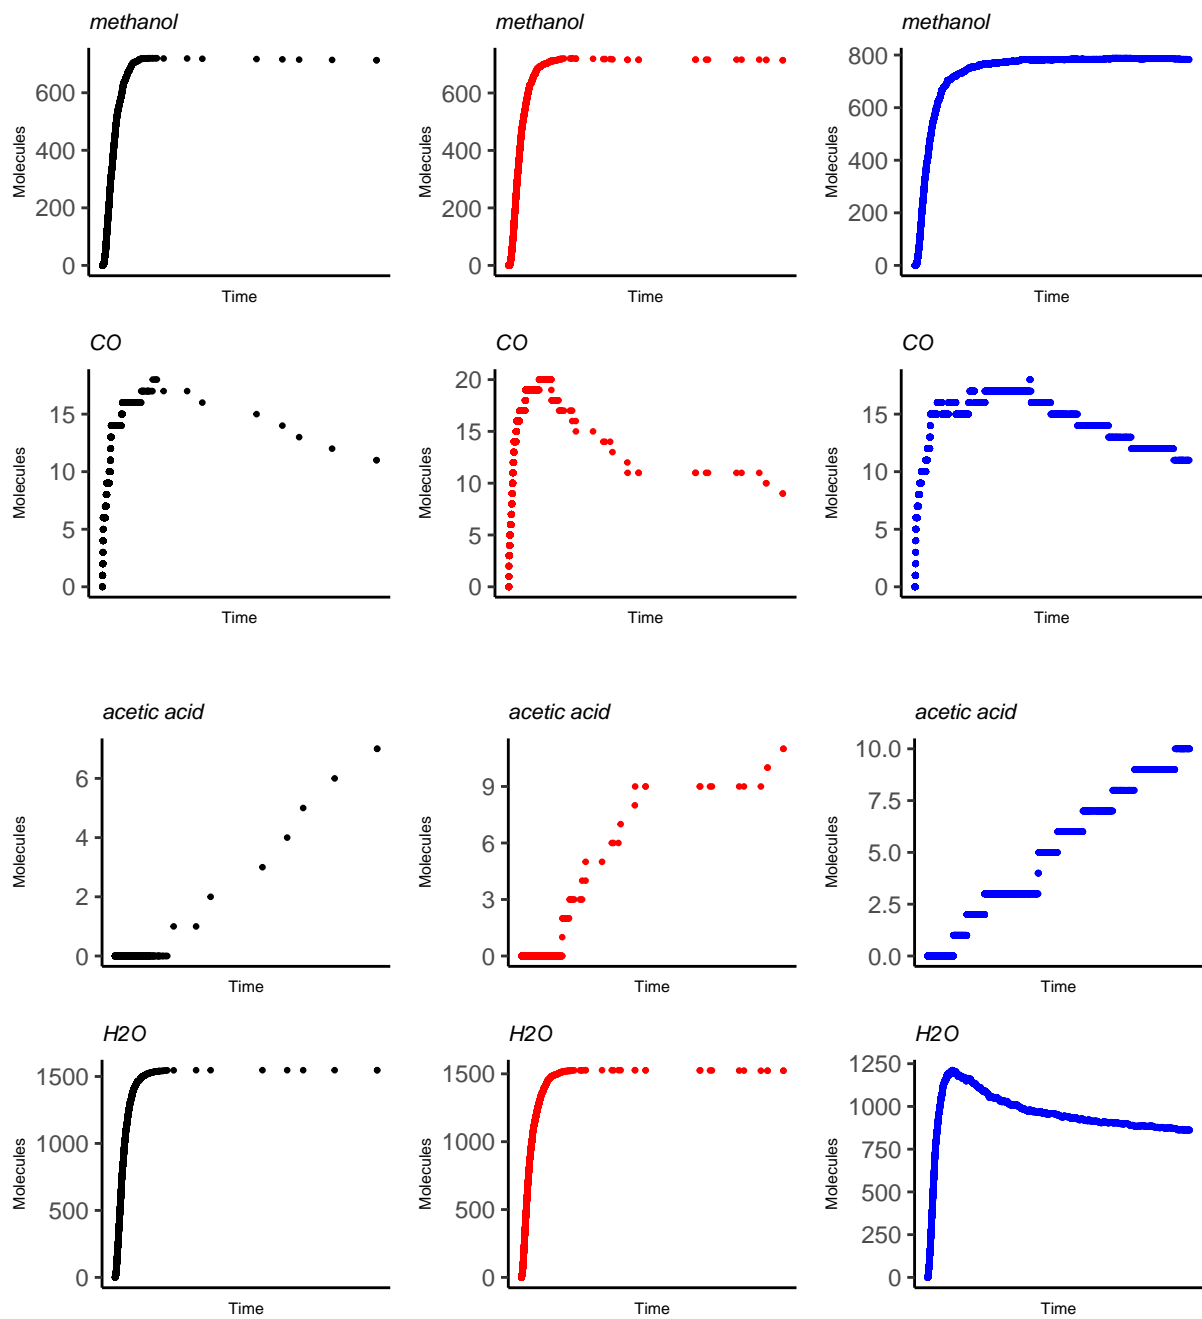 methanol methanol methanol
600
400
200
0
Molecules
Time
600
400
200
0
Molecules
Time
800
600
400
200
0
Molecules
Time
CO CO CO
15
10
5
0
Molecules
Time
20
15
10
5
0
Molecules
Time
15
10
5
0
Molecules
Time
acetic acid acetic acid acetic acid
6
4
2
0
Molecules
Time
9
6
3
0
Molecules
Time
10.0
7.5
5.0
2.5
0.0
Molecules
Time
H2O H2O H2O
1500
1000
500
0
Molecules
Time
1500
1000
500
0
Molecules
Time
1250
1000
750
500
250
0
Molecules
Time